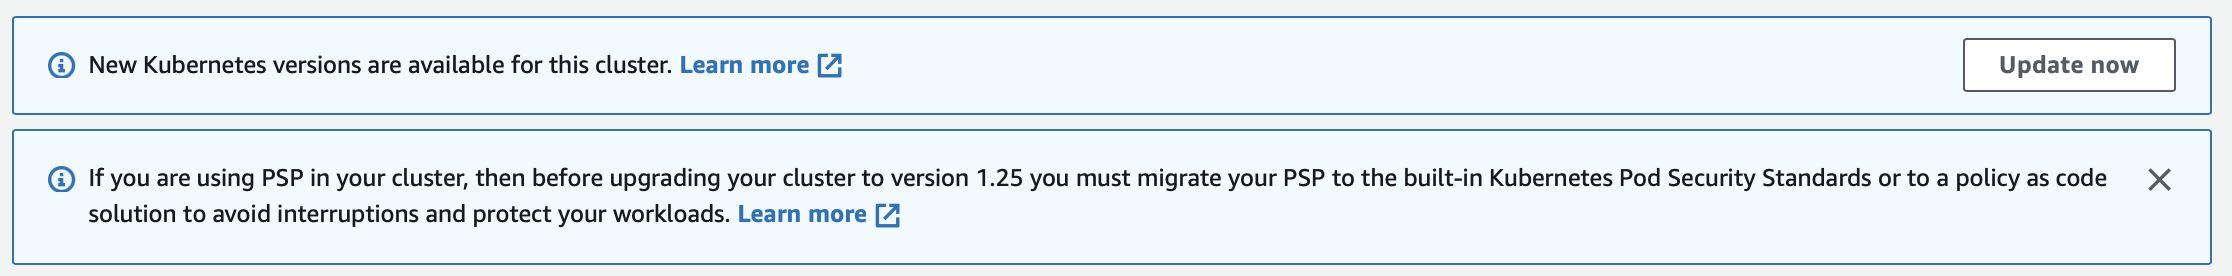 New Kubernetes versions are available for this cluster. Learn more
Update now
If you are using PSP in your cluster, then before upgrading your cluster to version 1.25 you must migrate your PSP to the built-in Kubernetes Pod Security Standards or to a policy as code
solution to avoid interruptions and protect your workloads. Learn more